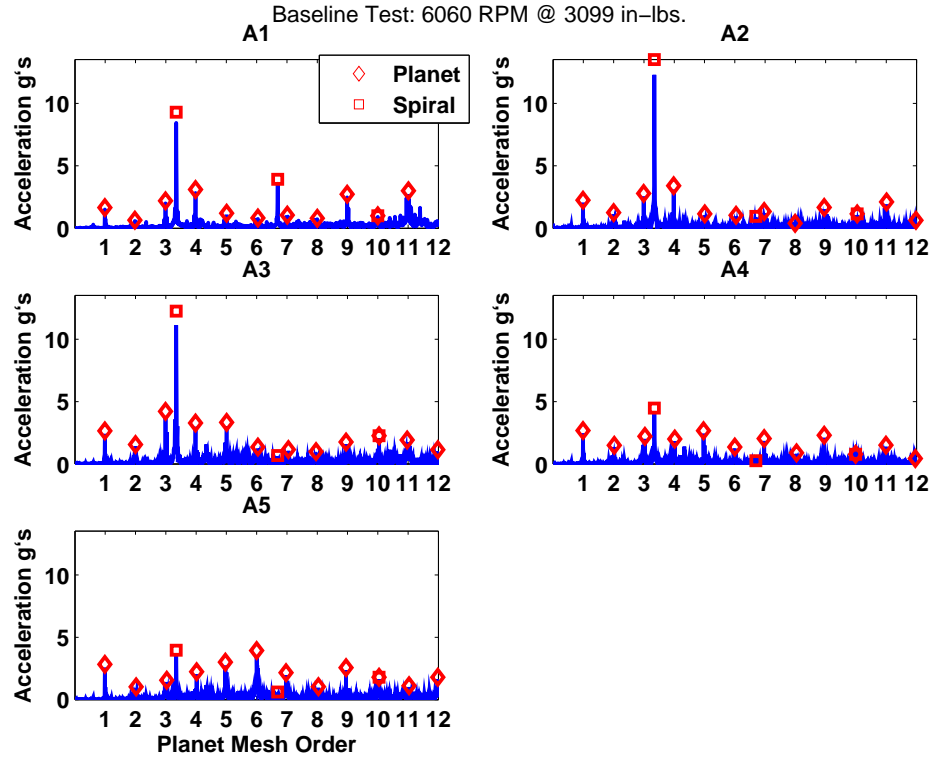 Baseline Test: 6060 RPM @ 3099 in−lbs.
A1
Acceleration g‘s
10
5
0
1 2 3 4 5 6 7 8 9 10 11 12
Planet
Spiral
A2
Acceleration g‘s
10
5
0
1 2 3 4 5 6 7 8 9 10 11 12
A3
Acceleration g‘s
10
5
0
1 2 3 4 5 6 7 8 9 10 11 12
A4
Acceleration g‘s
10
5
0
1 2 3 4 5 6 7 8 9 10 11 12
A5
Acceleration g‘s
10
5
0
1 2 3 4 5 6 7 8 9 10 11 12
Planet Mesh Order